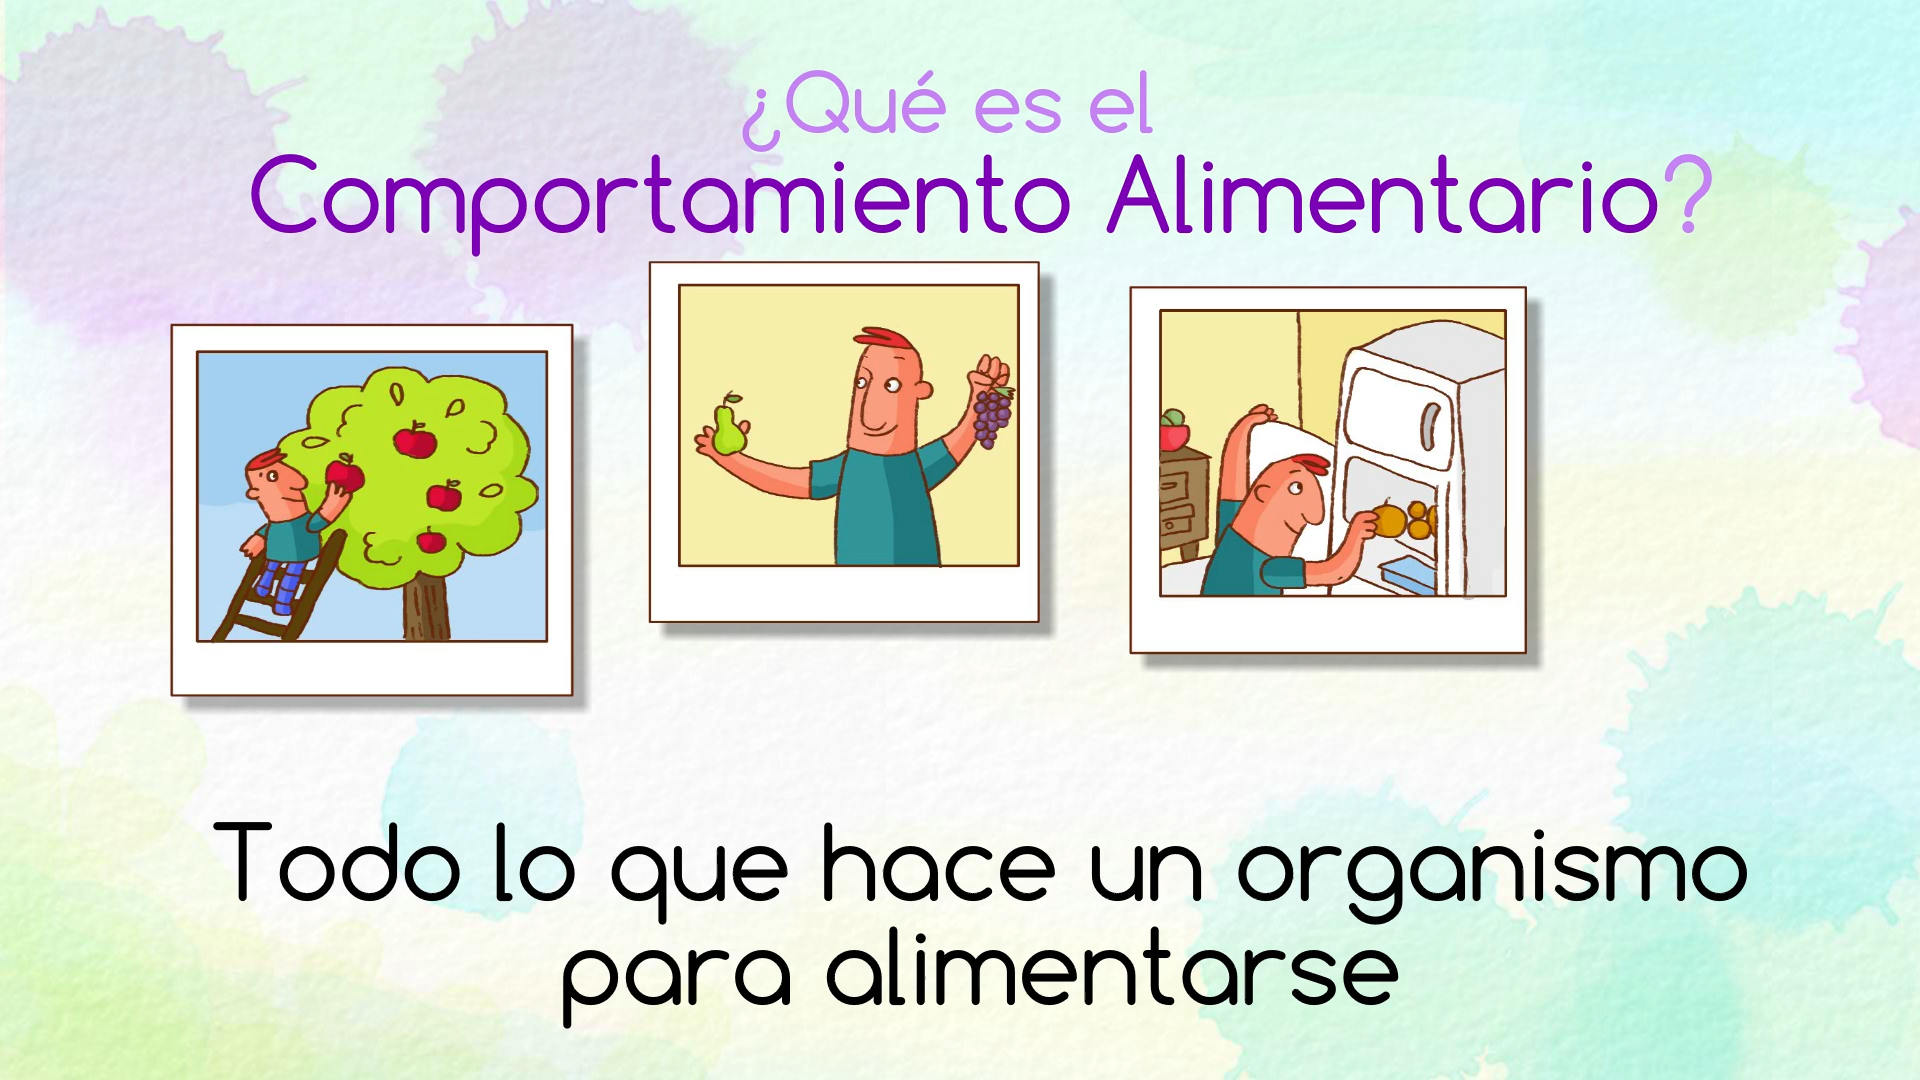 ¿Qué es el
Comportamiento Alimentario?
Todo lo que hace un organismo
para alimentarse